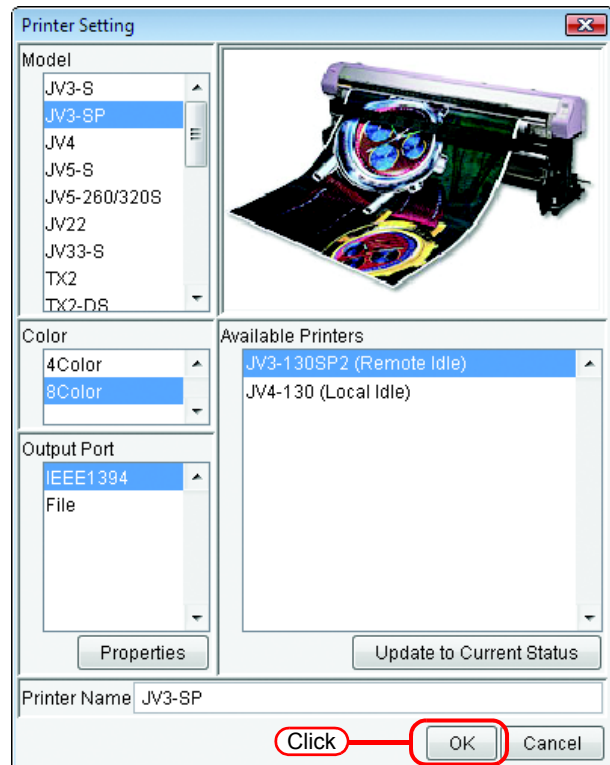 Printer Setting
Model
JV3-S
JV3-SP
JV4
JV5-S
JV5-260/320S
JV22
JV33-S
TX2
TX2-DS
Color
4Color
8Color
Output Port
IEEE1394
File
Properties
Available Printers
JV3-130SP2 (Remote Idle)
JV4-130 (Local Idle)
Update to Current Status
Printer Name JV3-SP
Click
OK
Cancel